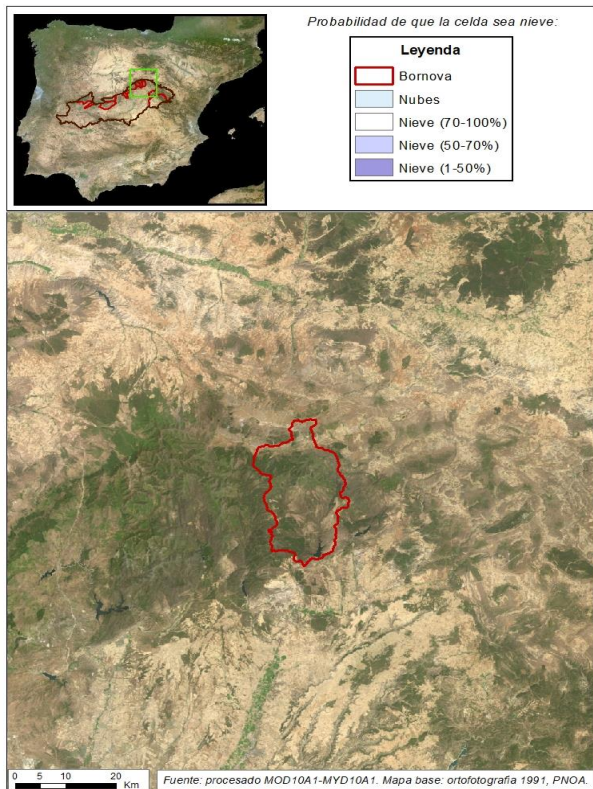 Probabilidad de que la celda sea nieve:
Leyenda
Bornova
Nubes
Nieve (70-100%)
Nieve (50-70%)
Nieve (1-50%)
0 5 10 20
Km
Fuente: procesado MOD10A1-MYD10A1. Mapa base: ortofotografia 1991, PNOA.